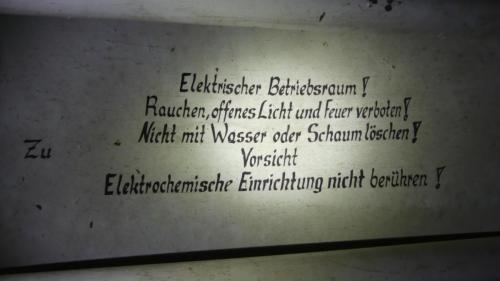 Elektrischer Betriebsraum!
Rauchen, offenes Licht und Feuer verboten!
Nicht mit Wasser oder Schaum löschen!
Zu
Vorsicht
Elektrochemische Einrichtung nicht berühren!